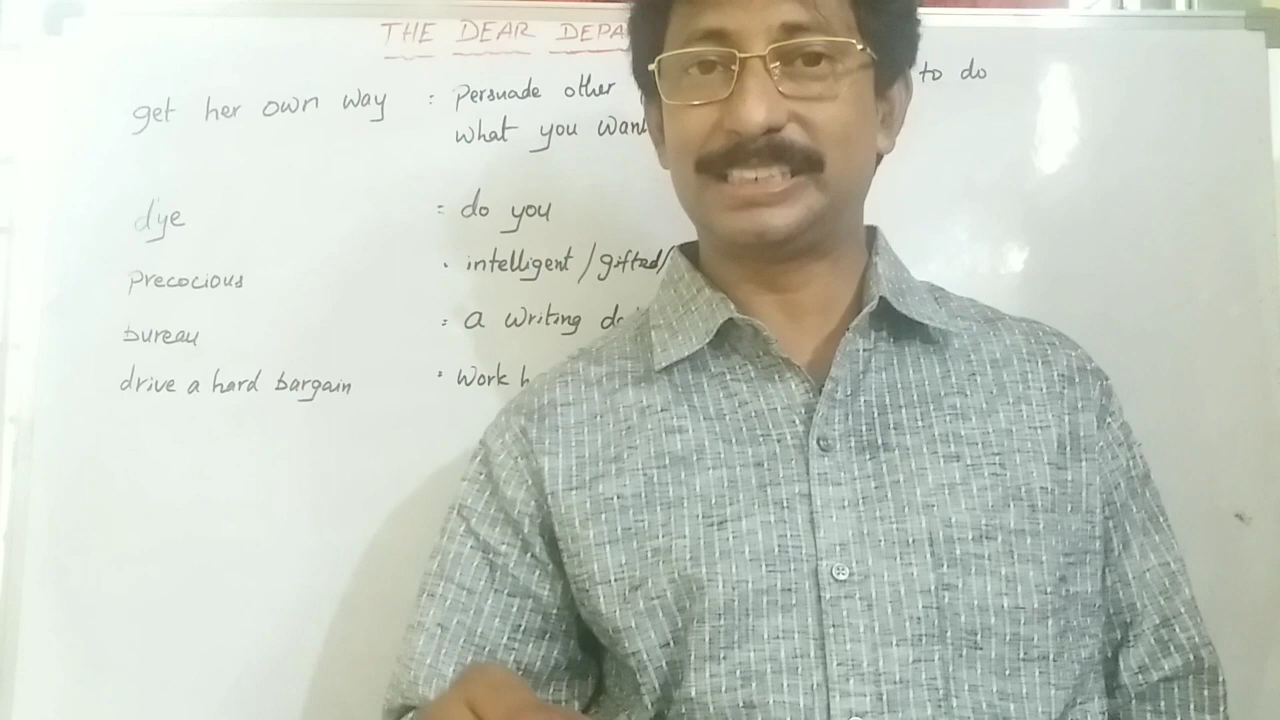 THE DEAR DEPA
get her own way : Persuade other to do
what you want
d'ye = do you
Precocious . intelligent / gifted/
bureau : a writing
drive a hard bargain . Work